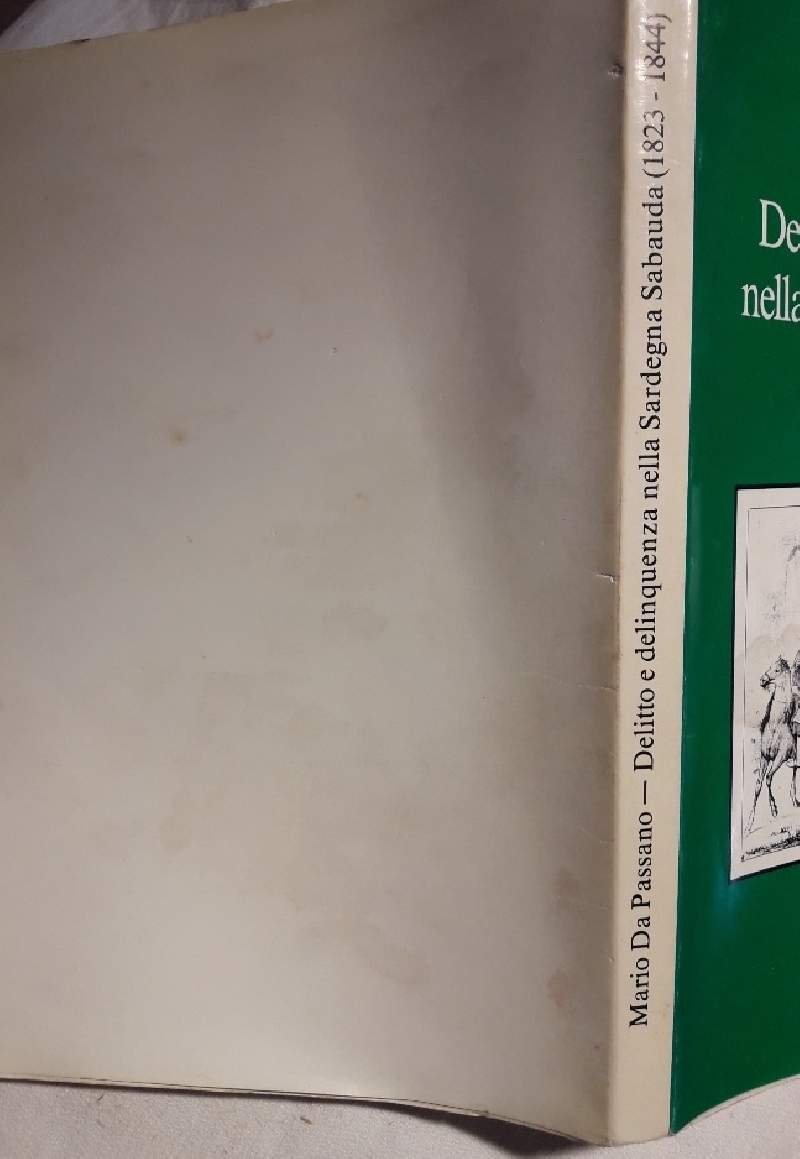 Mario Da Passano — Delitto e delinquenza nella Sardegna Sabauda (1823 - 1844)
De
nella